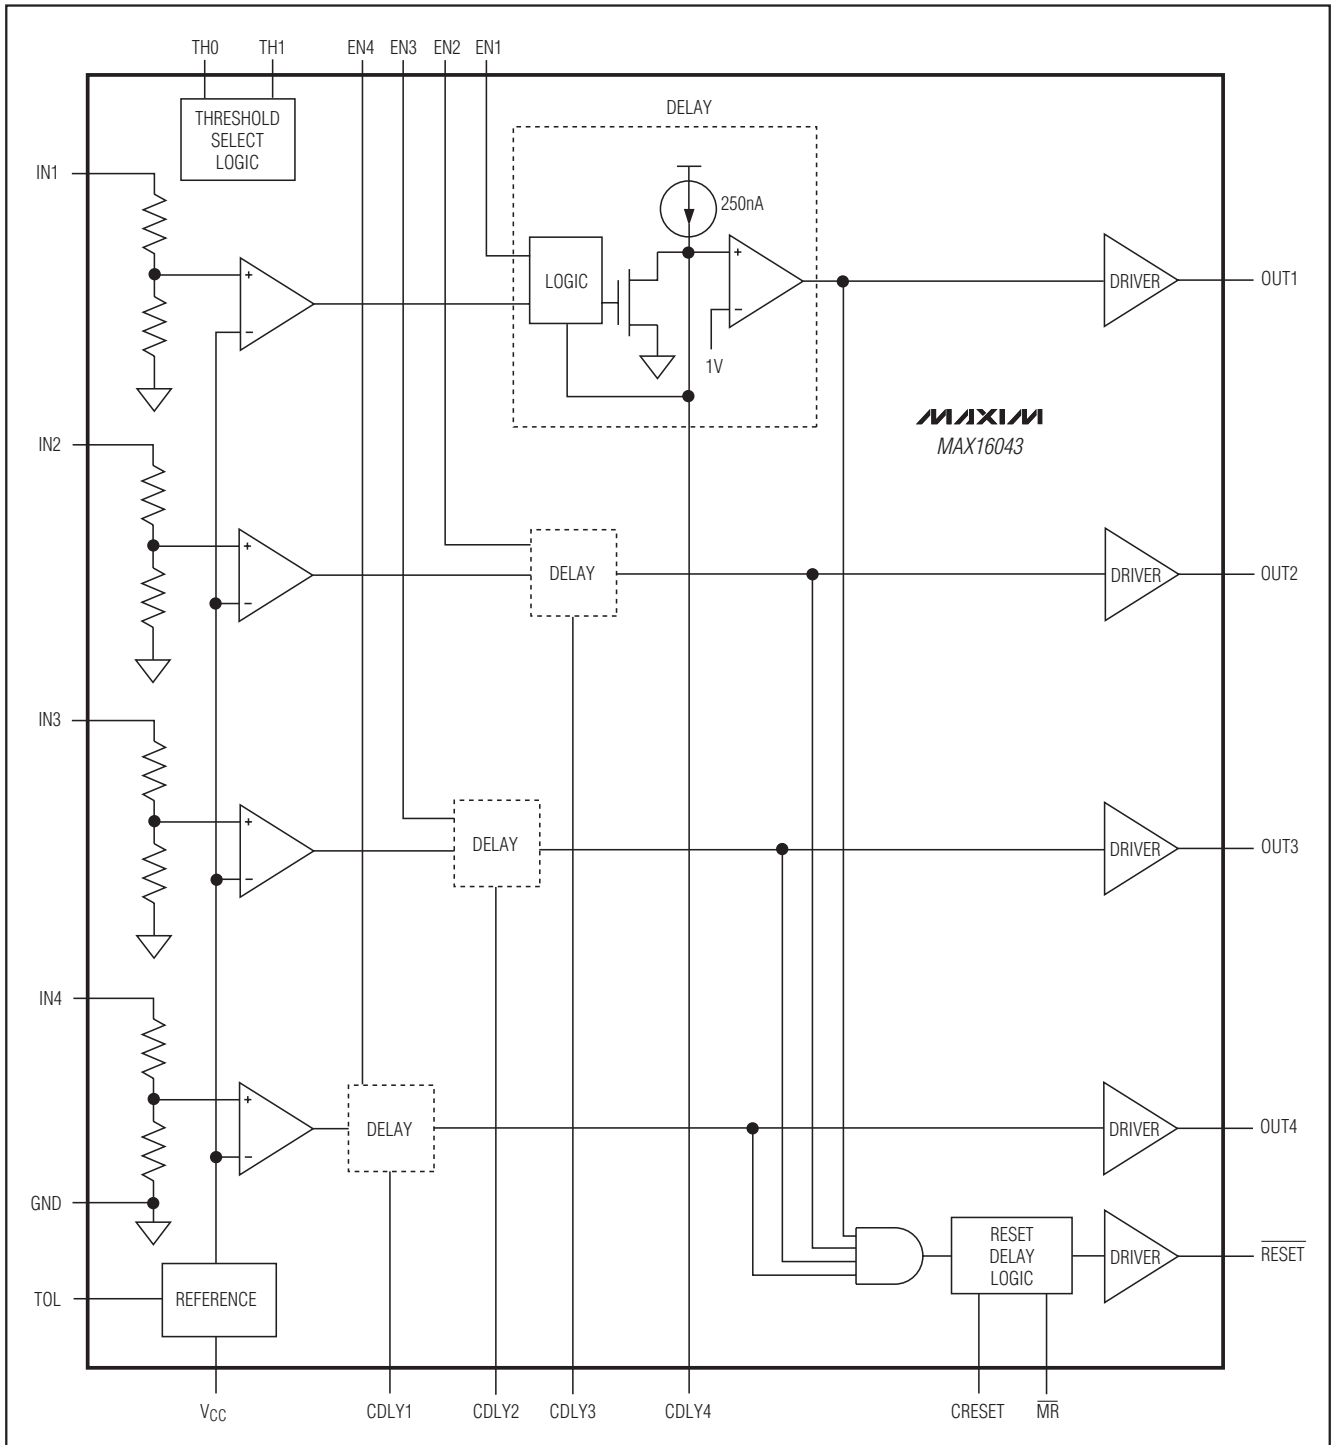 TH0 TH1 EN4 EN3 EN2 EN1
THRESHOLD
SELECT
LOGIC
DELAY
IN1
250nA
+
LOGIC
+
DRIVER
OUT1
−
−
1V
MAXIM
MAX16043
IN2
+
DELAY
DRIVER
OUT2
−
IN3
+
DELAY
DRIVER
OUT3
−
IN4
+
DELAY
DRIVER
OUT4
−
GND
RESET
DELAY
LOGIC
DRIVER
RESET
TOL
REFERENCE
VCC CDLY1 CDLY2 CDLY3 CDLY4 CRESET MR